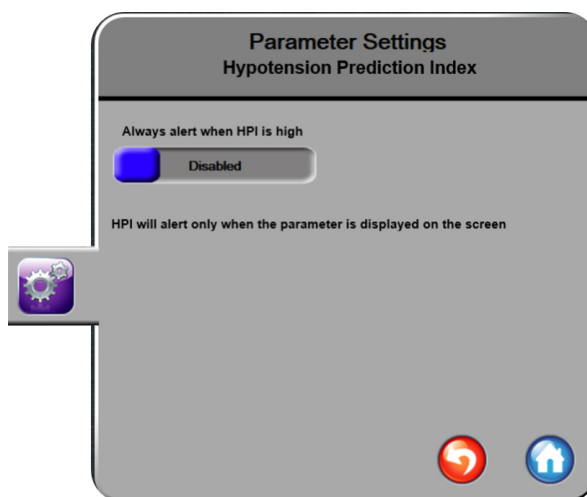 Parameter Settings
Hypotension Prediction Index
Always alert when HPI is high
Disabled
HPI will alert only when the parameter is displayed on the screen